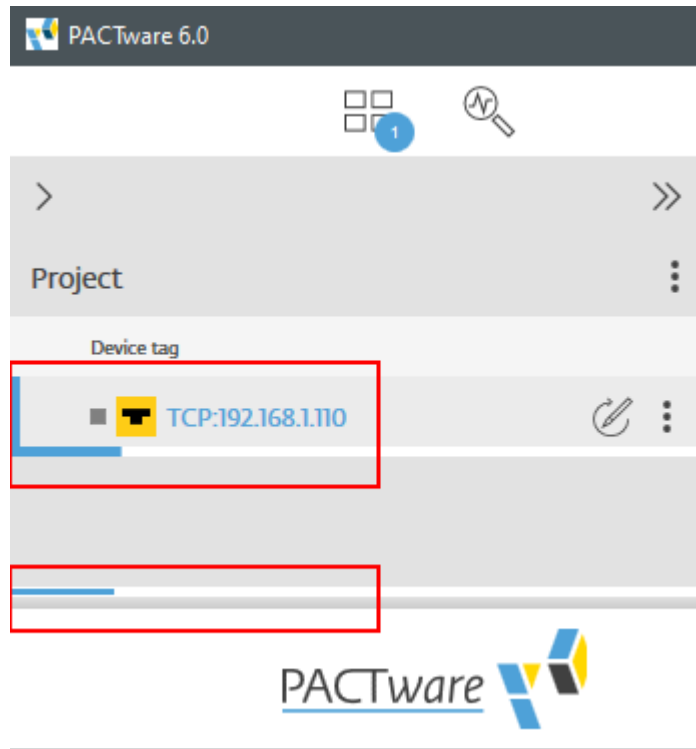 PACTware 6.0
1
Project
Device tag
TCP:192.168.1.110
PACTware